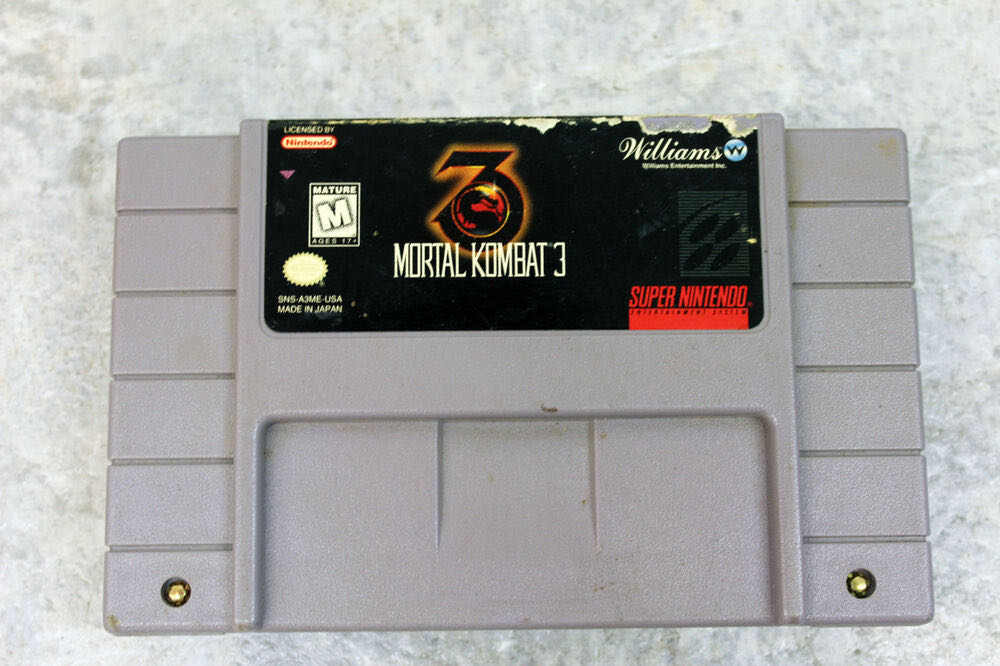 LICENSED BY
Nintendo
MATURE
M
AGES 17+
SNS-A3ME-USA
MADE IN JAPAN
3
MORTAL KOMBAT 3
Williams
Williams Entertainment Inc.
SUPER NINTENDO
ENTERTAINMENT SYSTEM